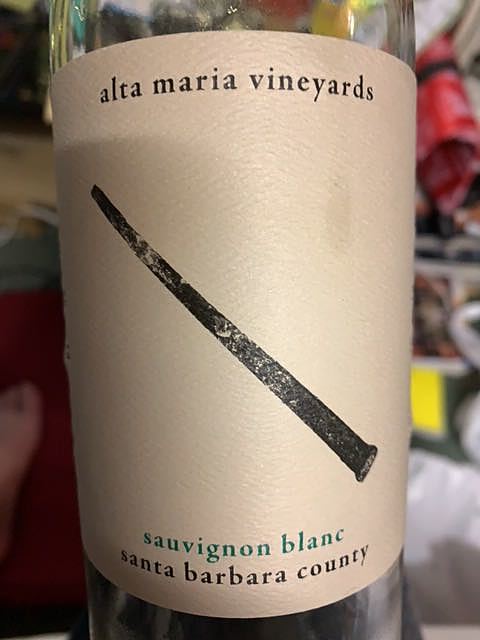 alta maria vineyards
sauvignon blanc
santa barbara county